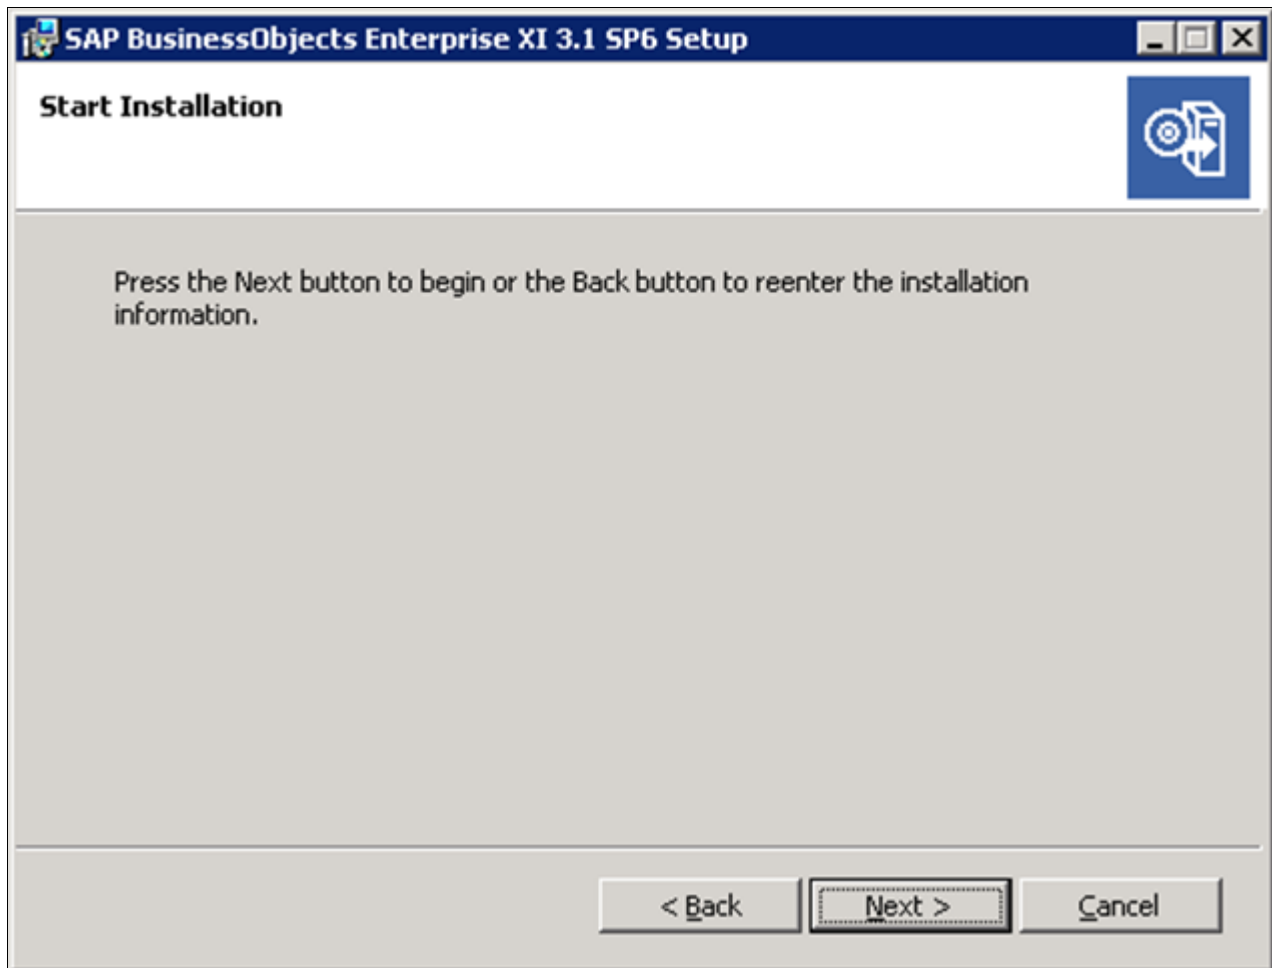 SAP BusinessObjects Enterprise XI 3.1 SP6 Setup
Start Installation
Press the Next button to begin or the Back button to reenter the installation
information.
< Back
Next >
Cancel